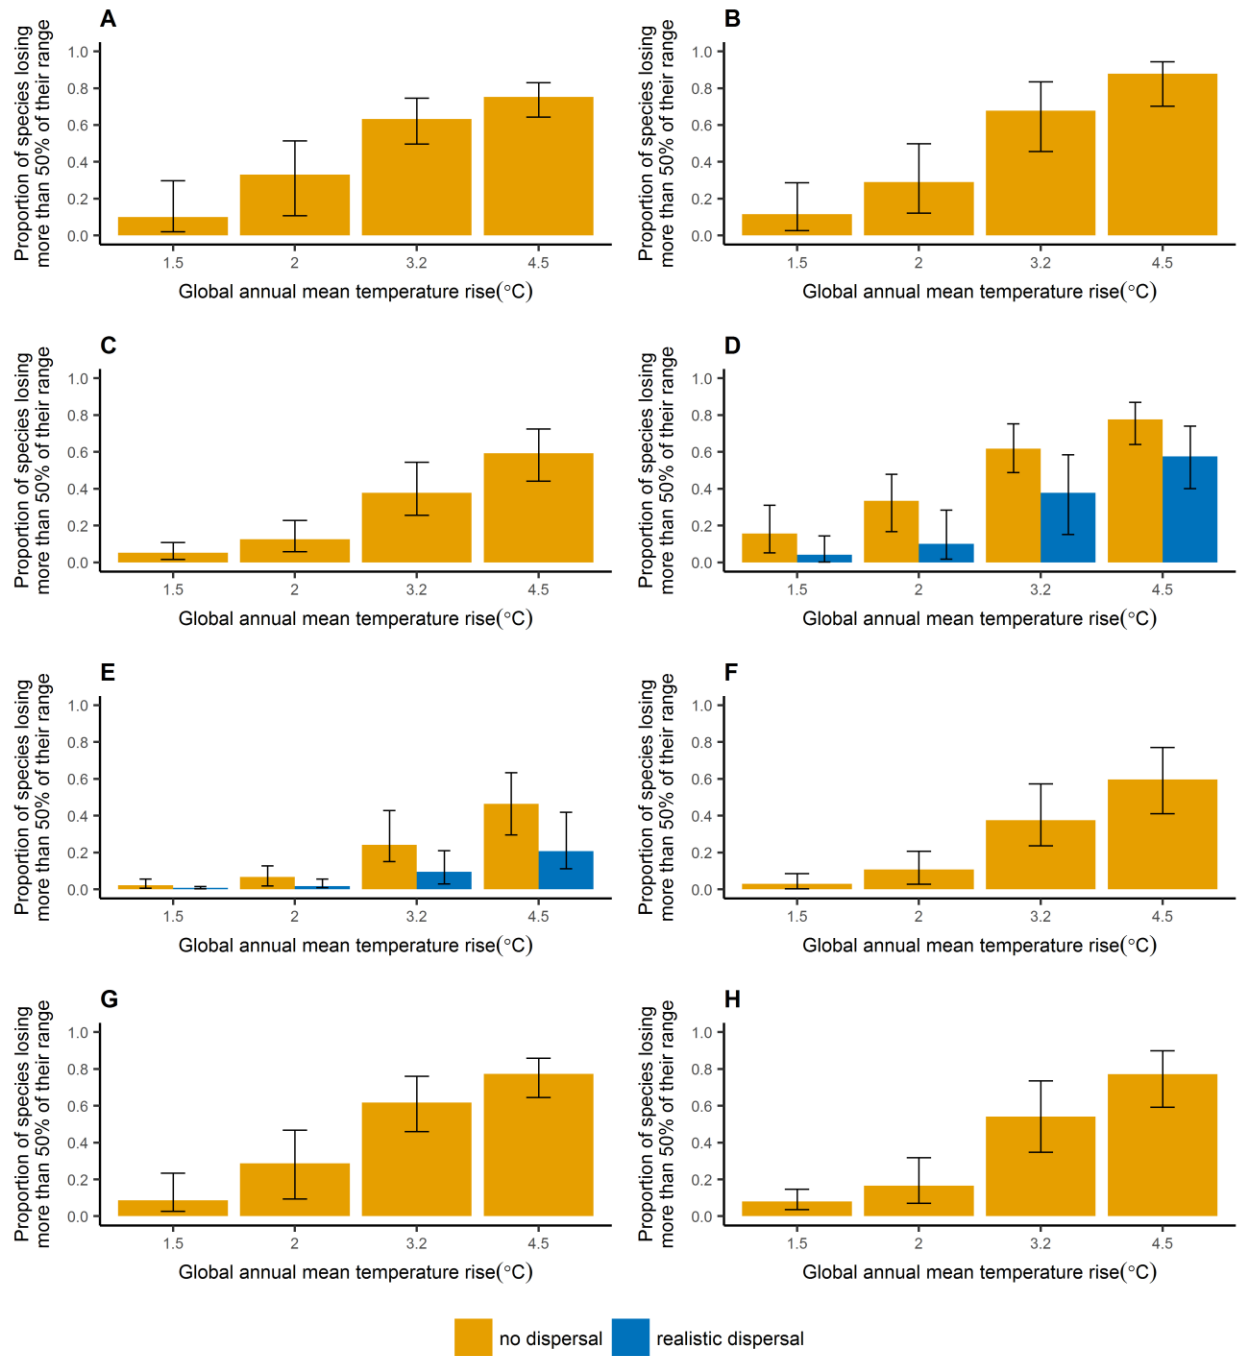 A
Proportion of species losing
more than 50% of their range
1.0
0.8
0.6
0.4
0.2
0.0
1.5 2 3.2 4.5
Global annual mean temperature rise(°C)
B
Proportion of species losing
more than 50% of their range
1.0
0.8
0.6
0.4
0.2
0.0
1.5 2 3.2 4.5
Global annual mean temperature rise(°C)
C
Proportion of species losing
more than 50% of their range
1.0
0.8
0.6
0.4
0.2
0.0
1.5 2 3.2 4.5
Global annual mean temperature rise(°C)
D
Proportion of species losing
more than 50% of their range
1.0
0.8
0.6
0.4
0.2
0.0
1.5 2 3.2 4.5
Global annual mean temperature rise(°C)
E
Proportion of species losing
more than 50% of their range
1.0
0.8
0.6
0.4
0.2
0.0
1.5 2 3.2 4.5
Global annual mean temperature rise(°C)
F
Proportion of species losing
more than 50% of their range
1.0
0.8
0.6
0.4
0.2
0.0
1.5 2 3.2 4.5
Global annual mean temperature rise(°C)
G
Proportion of species losing
more than 50% of their range
1.0
0.8
0.6
0.4
0.2
0.0
1.5 2 3.2 4.5
Global annual mean temperature rise(°C)
H
Proportion of species losing
more than 50% of their range
1.0
0.8
0.6
0.4
0.2
0.0
1.5 2 3.2 4.5
Global annual mean temperature rise(°C)
no dispersal realistic dispersal